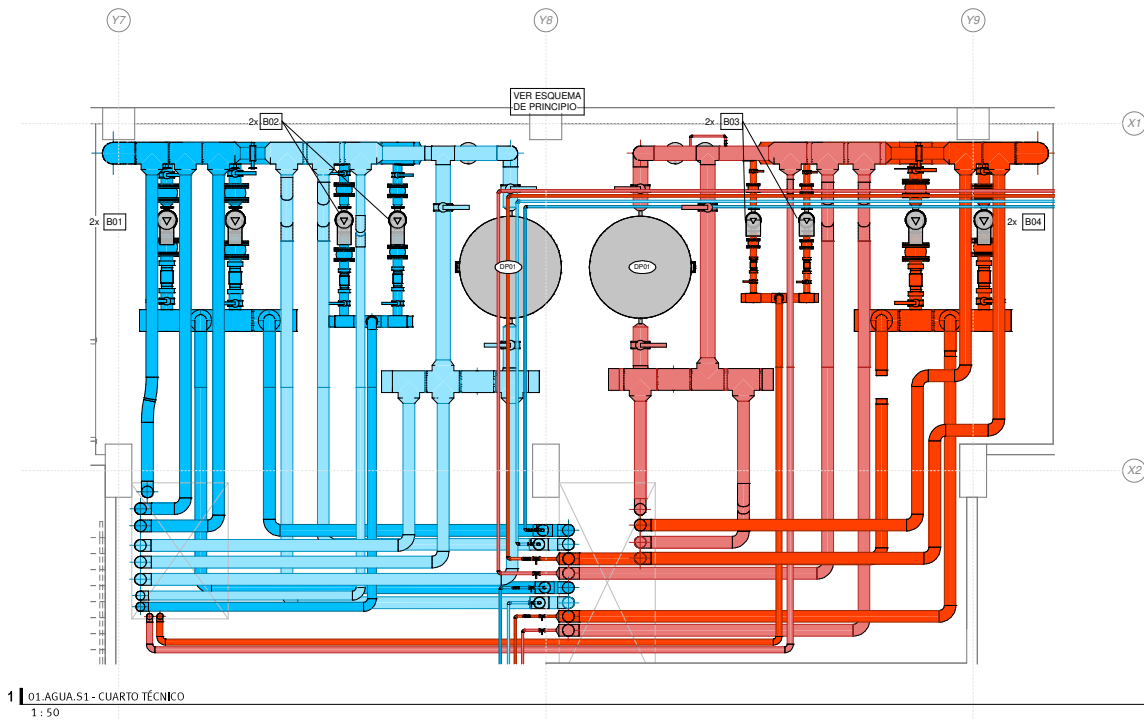 Y7
Y8
Y9
VER ESQUEMA
DE PRINCIPIO
2x B02
2x B03
X1
2x B01
2x B04
DP01
DP01
X2
1
01.AGUA.S1 - CUARTO TÉCNICO
1 : 50